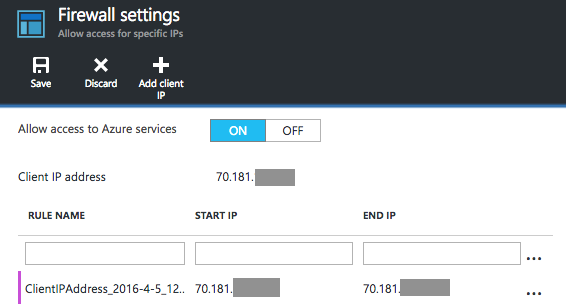 Firewall settings
Allow access for specific IPs
Save Discard Add client IP
Allow access to Azure services ON OFF
Client IP address 70.181.
RULE NAME START IP END IP
...
ClientIPAddress_2016-4-5_12.. 70.181. 70.181. ...